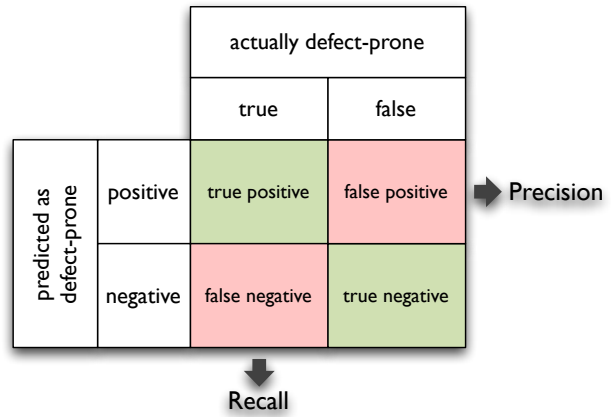 actually defect-prone
true
false
predicted as
defect-prone
positive
true positive
false positive
Precision
negative
false negative
true negative
Recall